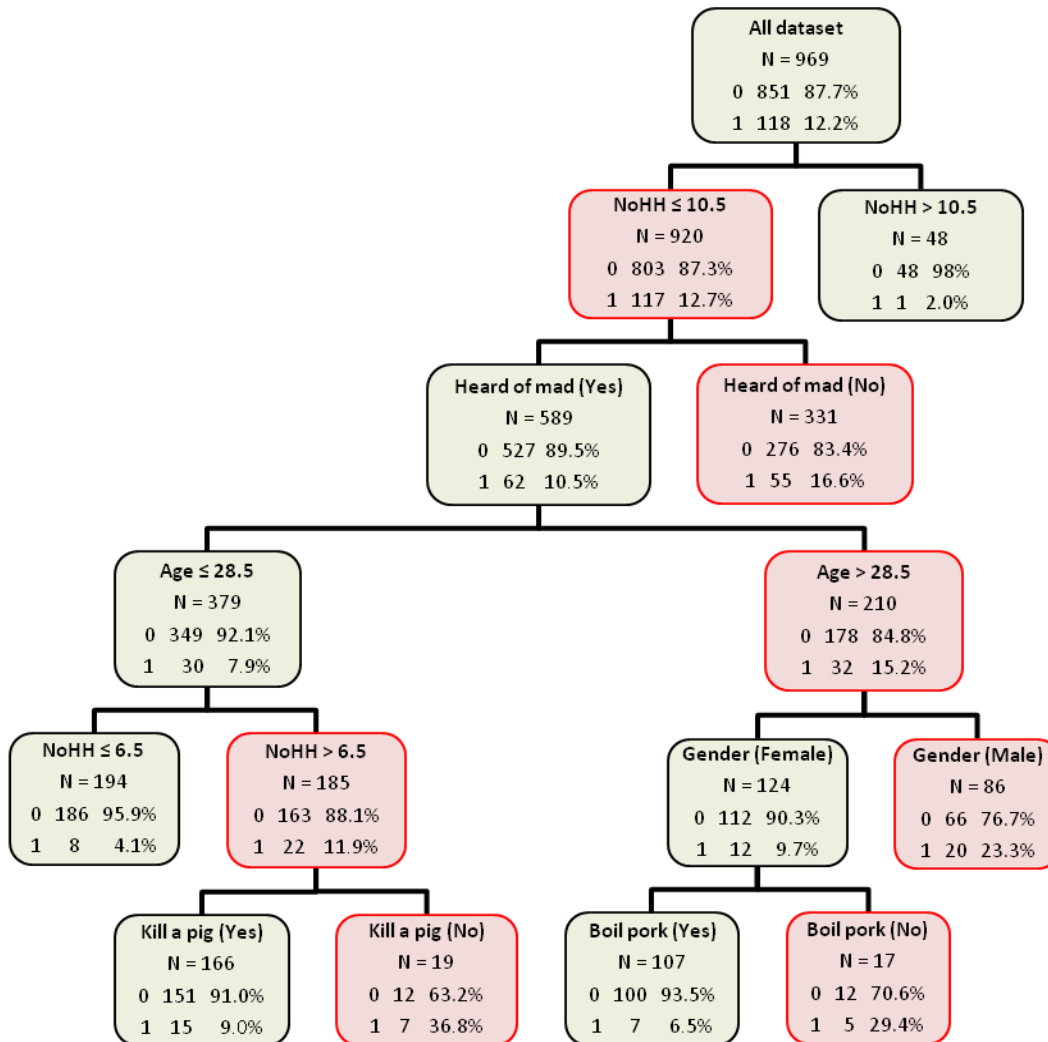 All dataset
N = 969
0 851 87.7%
1 118 12.2%
NoHH ≤ 10.5
N = 920
0 803 87.3%
1 117 12.7%
NoHH > 10.5
N = 48
0 48 98%
1 1 2.0%
Heard of mad (Yes)
N = 589
0 527 89.5%
1 62 10.5%
Heard of mad (No)
N = 331
0 276 83.4%
1 55 16.6%
Age ≤ 28.5
N = 379
0 349 92.1%
1 30 7.9%
Age > 28.5
N = 210
0 178 84.8%
1 32 15.2%
NoHH ≤ 6.5
N = 194
0 186 95.9%
1 8 4.1%
NoHH > 6.5
N = 185
0 163 88.1%
1 22 11.9%
Gender (Female)
N = 124
0 112 90.3%
1 12 9.7%
Gender (Male)
N = 86
0 66 76.7%
1 20 23.3%
Kill a pig (Yes)
N = 166
0 151 91.0%
1 15 9.0%
Kill a pig (No)
N = 19
0 12 63.2%
1 7 36.8%
Boil pork (Yes)
N = 107
0 100 93.5%
1 7 6.5%
Boil pork (No)
N = 17
0 12 70.6%
1 5 29.4%